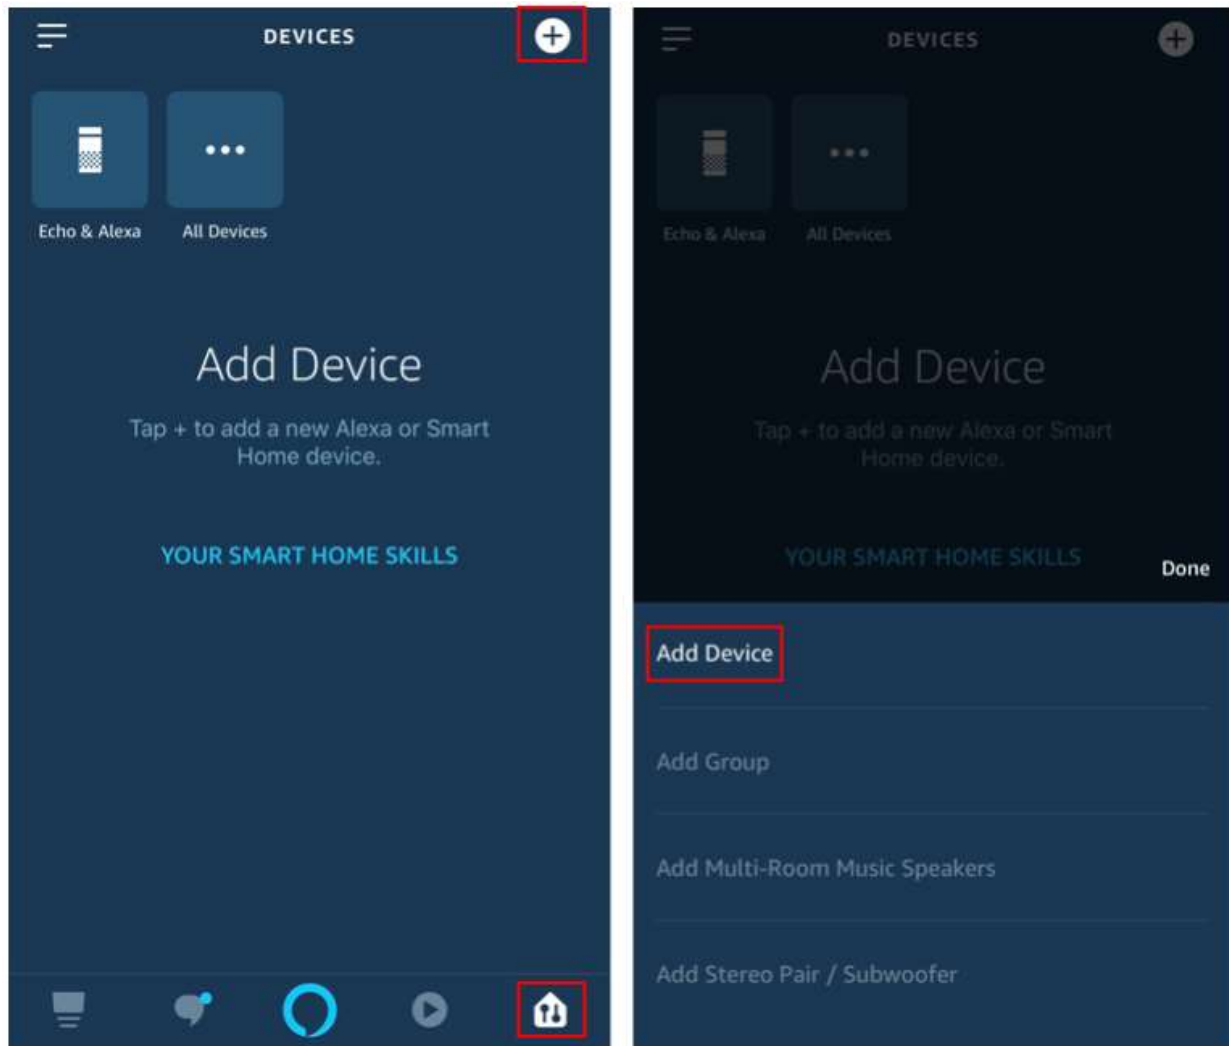 DEVICES
Echo & Alexa
All Devices
Add Device
Tap + to add a new Alexa or Smart
Home device.
YOUR SMART HOME SKILLS
DEVICES
Echo & Alexa
All Devices
Add Device
Tap + to add a new Alexa or Smart
Home device.
YOUR SMART HOME SKILLS
Done
Add Device
Add Group
Add Multi-Room Music Speakers
Add Stereo Pair / Subwoofer